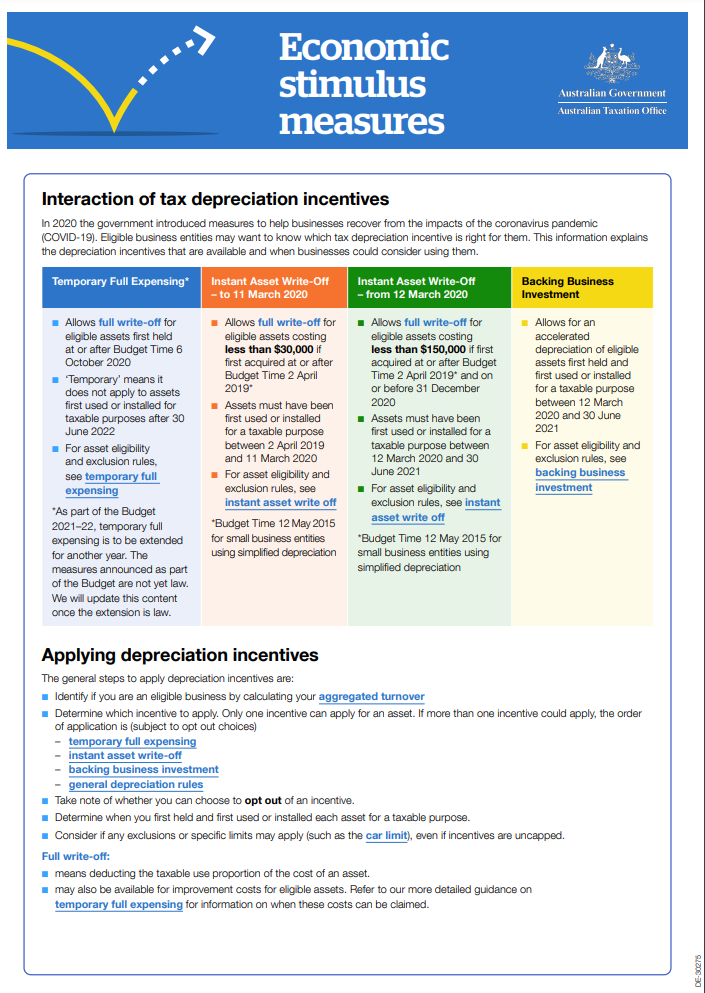 Economic
stimulus
measures
Australian Government
Australian Taxation Office
Interaction of tax depreciation incentives
In 2020 the government introduced measures to help businesses recover from the impacts of the coronavirus pandemic
(COVID-19). Eligible business entities may want to know which tax depreciation incentive is right for them. This information explains
the depreciation incentives that are available and when businesses could consider using them.
Temporary Full Expensing*
■ Allows full write-off for
eligible assets first held
at or after Budget Time 6
October 2020
■ ‘Temporary’ means it
does not apply to assets
first used or installed for
taxable purposes after 30
June 2022
■ For asset eligibility
and exclusion rules,
see temporary full
expensing
*As part of the Budget
2021–22, temporary full
expensing is to be extended
for another year. The
measures announced as part
of the Budget are not yet law.
We will update this content
once the extension is law.
Instant Asset Write-Off
– to 11 March 2020
■ Allows full write-off for
eligible assets costing
less than $30,000 if
first acquired at or after
Budget Time 2 April
2019*
■ Assets must have been
first used or installed
for a taxable purpose
between 2 April 2019
and 11 March 2020
■ For asset eligibility and
exclusion rules, see
instant asset write off
*Budget Time 12 May 2015
for small business entities
using simplified depreciation
Instant Asset Write-Off
– from 12 March 2020
■ Allows full write-off for
eligible assets costing
less than $150,000 if first
acquired at or after Budget
Time 2 April 2019* and on
or before 31 December
2020
■ Assets must have been
first used or installed for a
taxable purpose between
12 March 2020 and 30
June 2021
■ For asset eligibility and
exclusion rules, see instant
asset write off
*Budget Time 12 May 2015 for
small business entities using
simplified depreciation
Backing Business
Investment
■ Allows for an
accelerated
depreciation of eligible
assets first held and
first used or installed
for a taxable purpose
between 12 March
2020 and 30 June
2021
■ For asset eligibility and
exclusion rules, see
backing business
investment
Applying depreciation incentives
The general steps to apply depreciation incentives are:
■ Identify if you are an eligible business by calculating your aggregated turnover
■ Determine which incentive to apply. Only one incentive can apply for an asset. If more than one incentive could apply, the order
of application is (subject to opt out choices)
– temporary full expensing
– instant asset write-off
– backing business investment
– general depreciation rules
■ Take note of whether you can choose to opt out of an incentive.
■ Determine when you first held and first used or installed each asset for a taxable purpose.
■ Consider if any exclusions or specific limits may apply (such as the car limit), even if incentives are uncapped.
Full write-off:
■ means deducting the taxable use proportion of the cost of an asset.
■ may also be available for improvement costs for eligible assets. Refer to our more detailed guidance on
temporary full expensing for information on when these costs can be claimed.
DE-30275